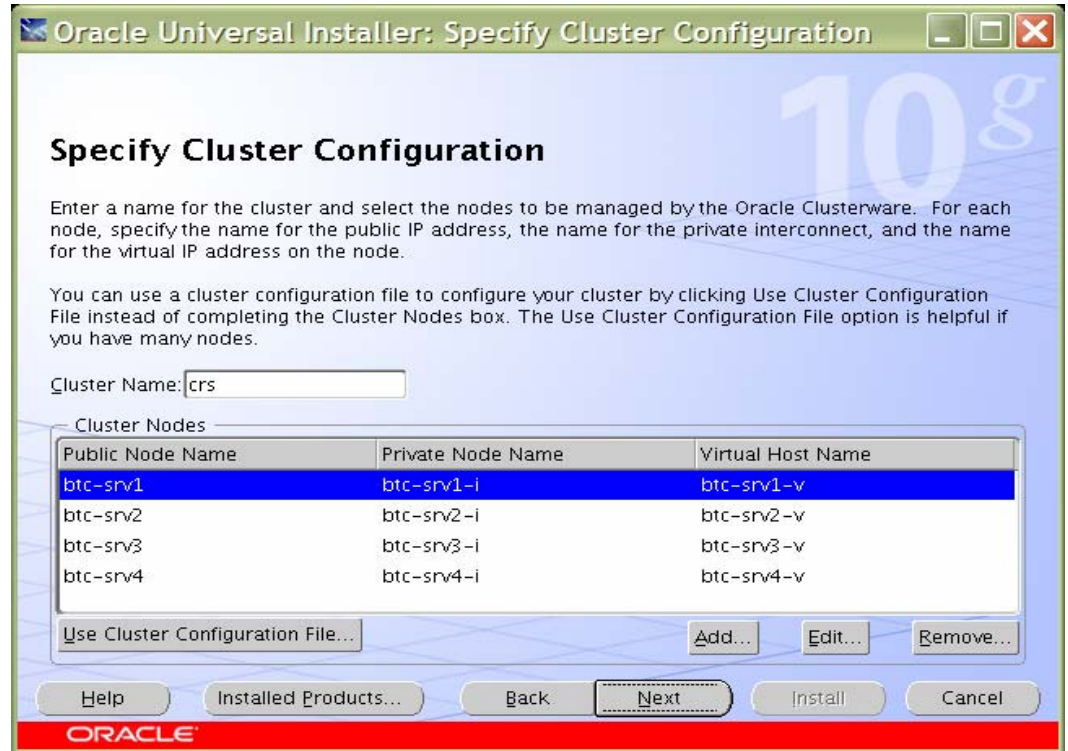 Oracle Universal Installer: Specify Cluster Configuration
10g
Specify Cluster Configuration
Enter a name for the cluster and select the nodes to be managed by the Oracle Clusterware. For each
node, specify the name for the public IP address, the name for the private interconnect, and the name
for the virtual IP address on the node.
You can use a cluster configuration file to configure your cluster by clicking Use Cluster Configuration
File instead of completing the Cluster Nodes box. The Use Cluster Configuration File option is helpful if
you have many nodes.
Cluster Name: crs
Cluster Nodes
Public Node Name Private Node Name Virtual Host Name
btc-srv1 btc-srv1-i btc-srv1-v
btc-srv2 btc-srv2-i btc-srv2-v
btc-srv3 btc-srv3-i btc-srv3-v
btc-srv4 btc-srv4-i btc-srv4-v
Use Cluster Configuration File... Add... Edit... Remove...
Help Installed Products... Back Next Install Cancel
ORACLE